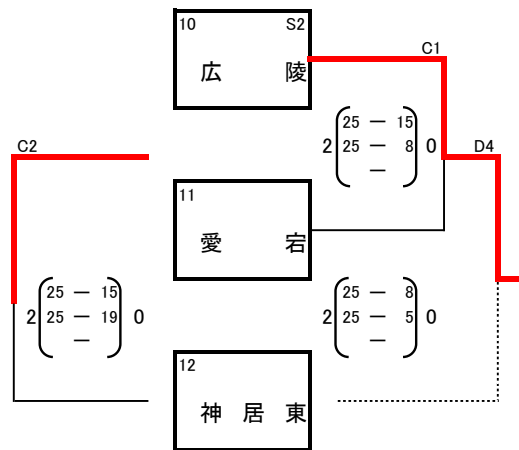 10 S2
広 陵
C1
25 — 15
2 25 — 8 0
—
C2
D4
11
愛 宕
25 — 15
2 25 — 19 0
—
25 — 8
2 25 — 5 0
—
12
神 居 東